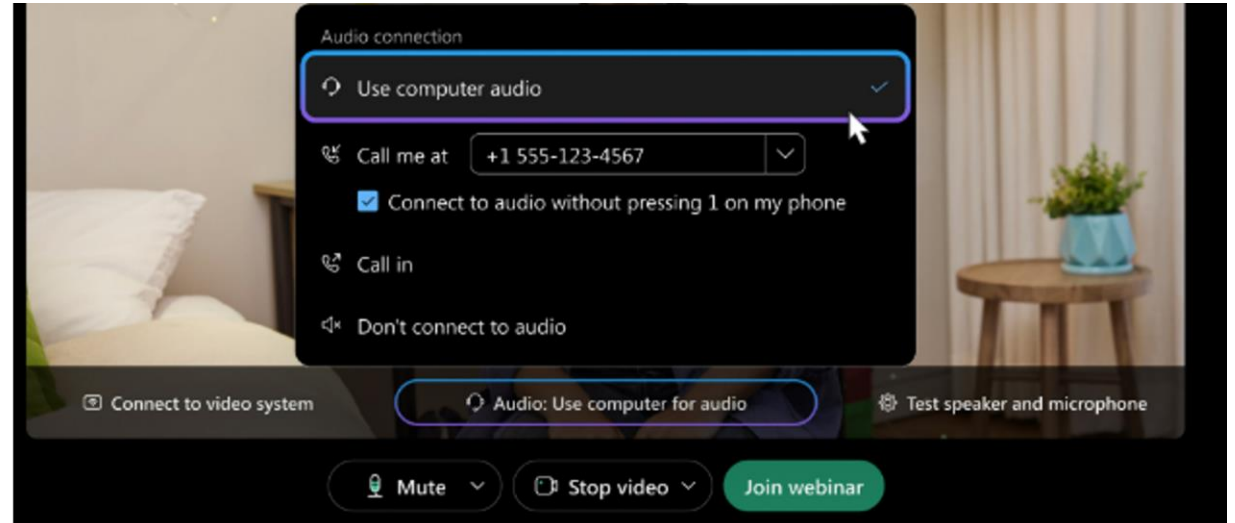 Audio connection
Use computer audio
Call me at +1 555-123-4567
Connect to audio without pressing 1 on my phone
Call in
Don't connect to audio
Connect to video system Audio: Use computer for audio Test speaker and microphone
Mute Stop video Join webinar